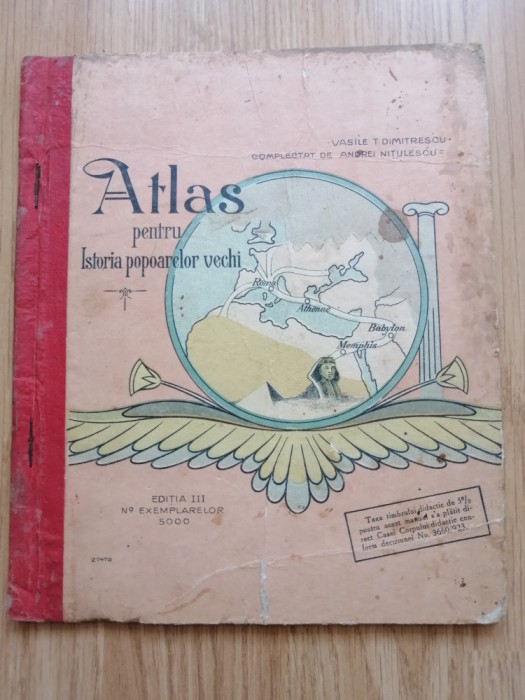 ·VASILE T DIMITRESCU·
COMPLECTAT DE ANDREI NIȚULESCU=
Atlas
pentru
Istoria popoarelor vechi
Roma
Athenae
Babylon
Memphis
EDIȚIA III
Nº EXEMPLARELOR
5000
Taxa timbrului didactic de 5%
pentru acest manual s'a plătit di-
rect Casei Corpului didactic con-
form deciziunei No. 3660/923